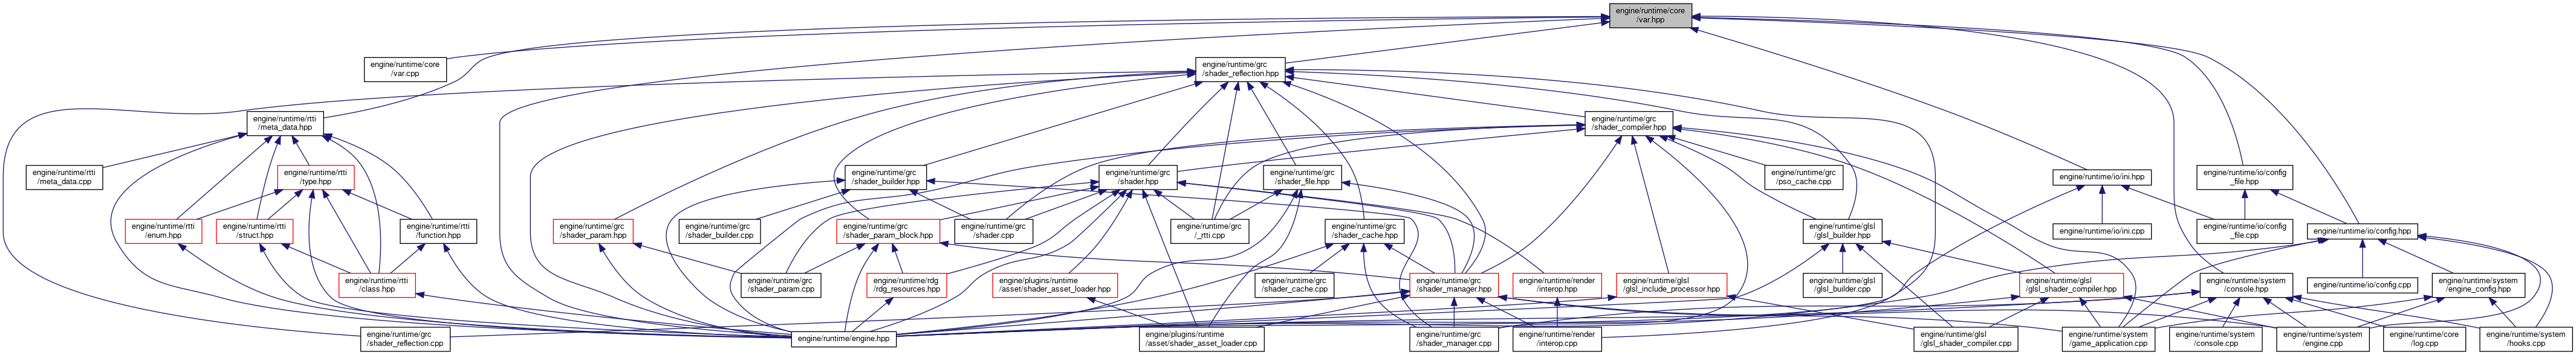 engine/runtime/core
/var.hpp
engine/runtime/core
/var.cpp
engine/runtime/grc
/shader_reflection.hpp
engine/runtime/rtti
/meta_data.hpp
engine/runtime/grc
/shader_compiler.hpp
engine/runtime/rtti
/meta_data.cpp
engine/runtime/rtti
/type.hpp
engine/runtime/grc
/shader_builder.hpp
engine/runtime/grc
/shader.hpp
engine/runtime/grc
/shader_file.hpp
engine/runtime/grc
/pso_cache.cpp
engine/runtime/io/ini.hpp
engine/runtime/io/config
_file.hpp
engine/runtime/rtti
/enum.hpp
engine/runtime/rtti
/struct.hpp
engine/runtime/rtti
/function.hpp
engine/runtime/grc
/shader_param.hpp
engine/runtime/grc
/shader_builder.cpp
engine/runtime/grc
/shader_param_block.hpp
engine/runtime/grc
/shader.cpp
engine/runtime/grc
/_rtti.cpp
engine/runtime/grc
/shader_cache.hpp
engine/runtime/glsl
/glsl_builder.hpp
engine/runtime/io/ini.cpp
engine/runtime/io/config
_file.cpp
engine/runtime/io/config.hpp
engine/runtime/rtti
/class.hpp
engine/runtime/grc
/shader_param.cpp
engine/runtime/rdg
/rdg_resources.hpp
engine/plugins/runtime
/asset/shader_asset_loader.hpp
engine/runtime/grc
/shader_cache.cpp
engine/runtime/grc
/shader_manager.hpp
engine/runtime/render
/interop.hpp
engine/runtime/glsl
/glsl_include_processor.hpp
engine/runtime/glsl
/glsl_builder.cpp
engine/runtime/glsl
/glsl_shader_compiler.hpp
engine/runtime/system
/console.hpp
engine/runtime/io/config.cpp
engine/runtime/system
/engine_config.hpp
engine/runtime/grc
/shader_reflection.cpp
engine/runtime/engine.hpp
engine/plugins/runtime
/asset/shader_asset_loader.cpp
engine/runtime/grc
/shader_manager.cpp
engine/runtime/render
/interop.cpp
engine/runtime/glsl
/glsl_shader_compiler.cpp
engine/runtime/system
/game_application.cpp
engine/runtime/system
/console.cpp
engine/runtime/system
/engine.cpp
engine/runtime/core
/log.cpp
engine/runtime/system
/hooks.cpp